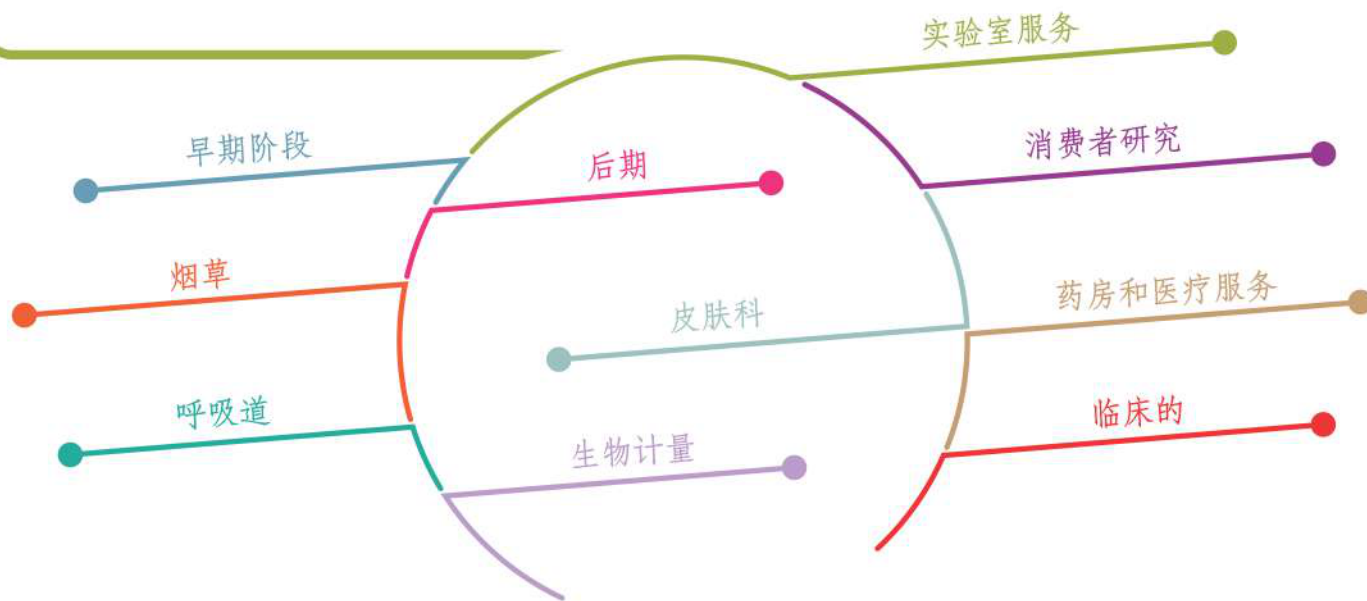 实验室服务
早期阶段
后期
消费者研究
烟草
皮肤科
药房和医疗服务
呼吸道
生物计量
临床的